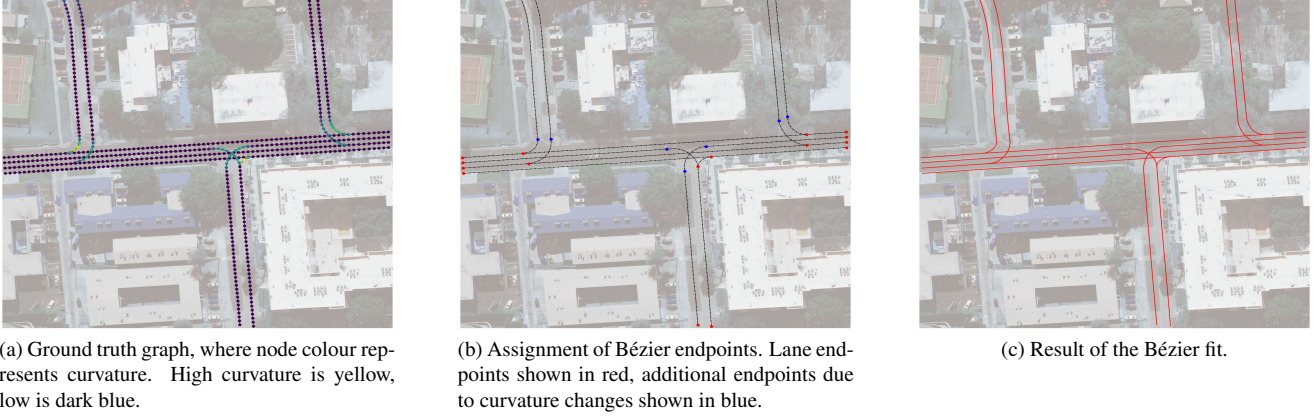 (a) Ground truth graph, where node colour rep-
resents curvature. High curvature is yellow,
low is dark blue.
(b) Assignment of Bézier endpoints. Lane end-
points shown in red, additional endpoints due
to curvature changes shown in blue.
(c) Result of the Bézier fit.